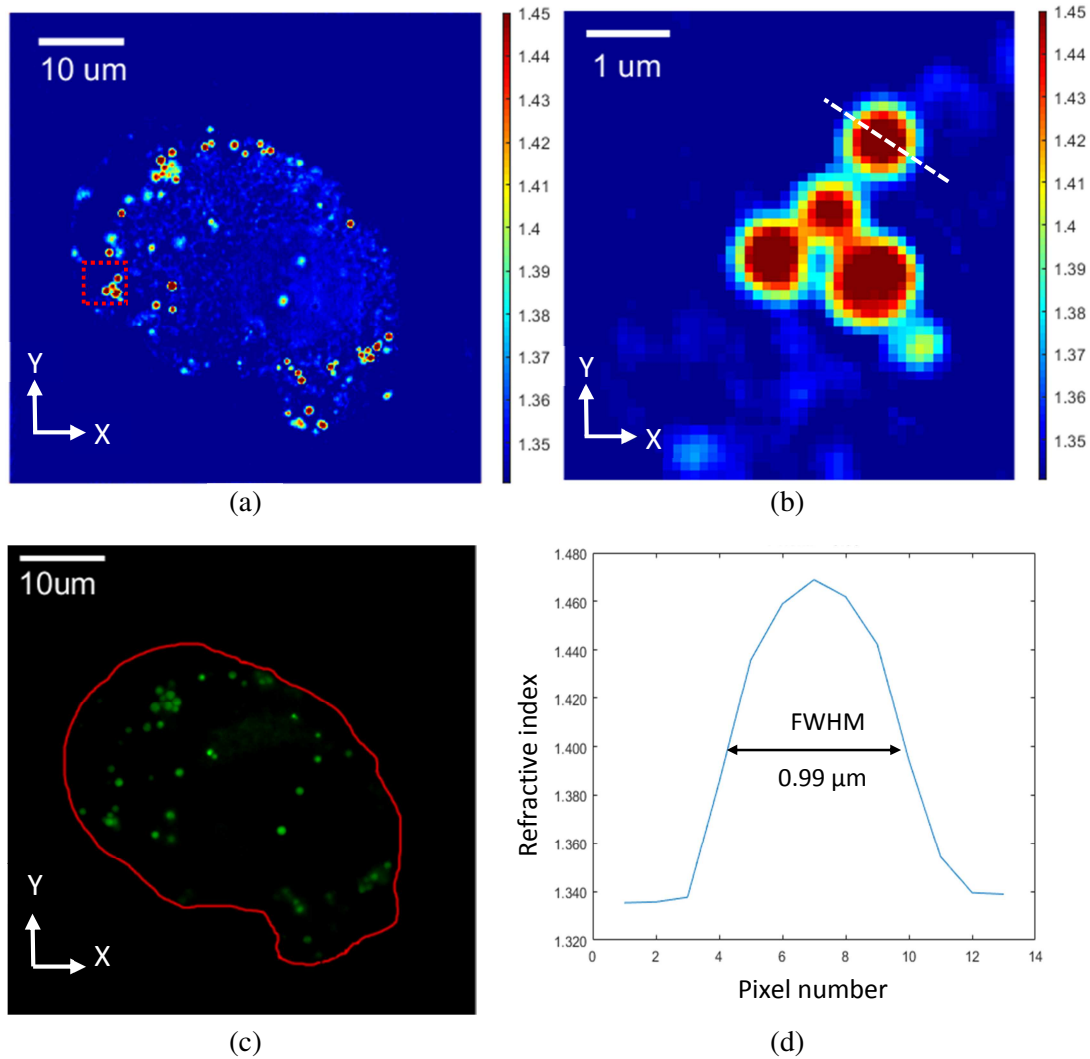 10 um
1.45
1.44
1.43
1.42
1.41
1.40
1.39
1.38
1.37
1.36
1.35
Y
X
(a)
1 um
1.45
1.44
1.43
1.42
1.41
1.40
1.39
1.38
1.37
1.36
1.35
Y
X
(b)
10um
Y
X
(c)
1.480
1.460
1.440
1.420
1.400
1.380
1.360
1.340
1.320
Refractive index
FWHM
0.99 μm
0 2 4 6 8 10 12 14
Pixel number
(d)